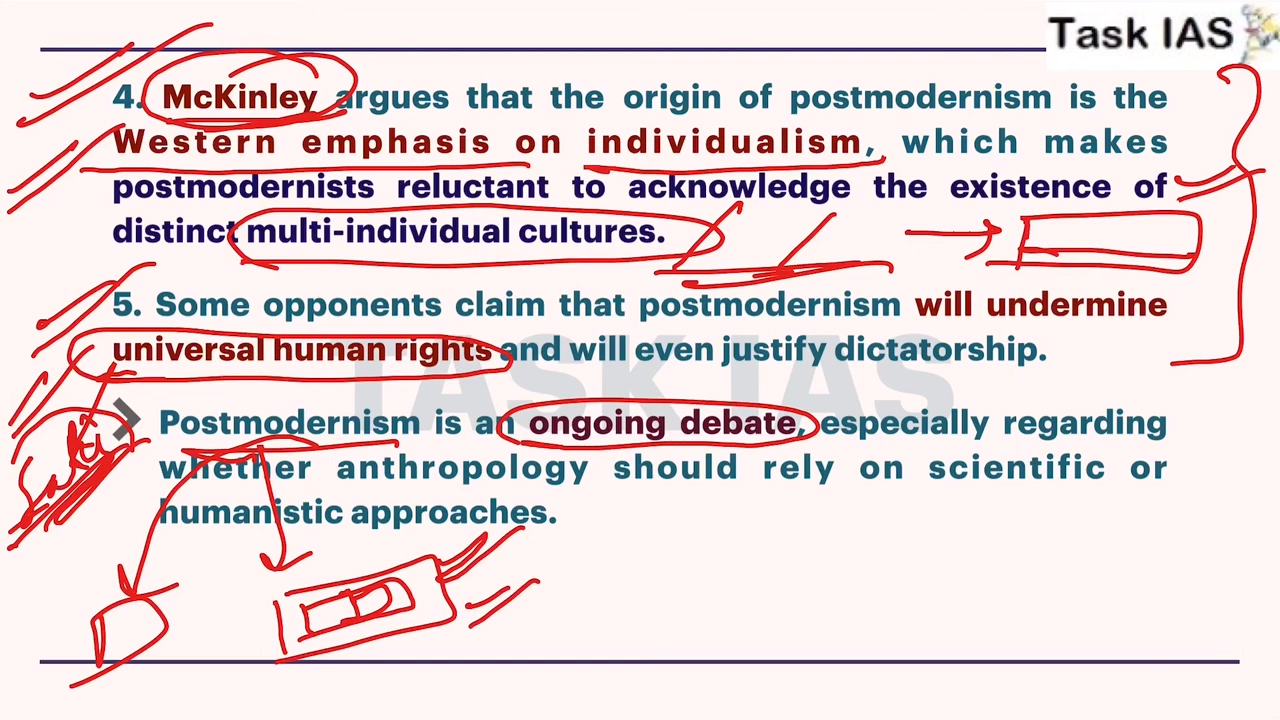 Task IAS
4. McKinley argues that the origin of postmodernism is the
Western emphasis on individualism, which makes
postmodernists reluctant to acknowledge the existence of
distinct multi-individual cultures.
5. Some opponents claim that postmodernism will undermine
universal human rights and will even justify dictatorship.
TASK IAS
Postmodernism is an ongoing debate, especially regarding
whether anthropology should rely on scientific or
humanistic approaches.